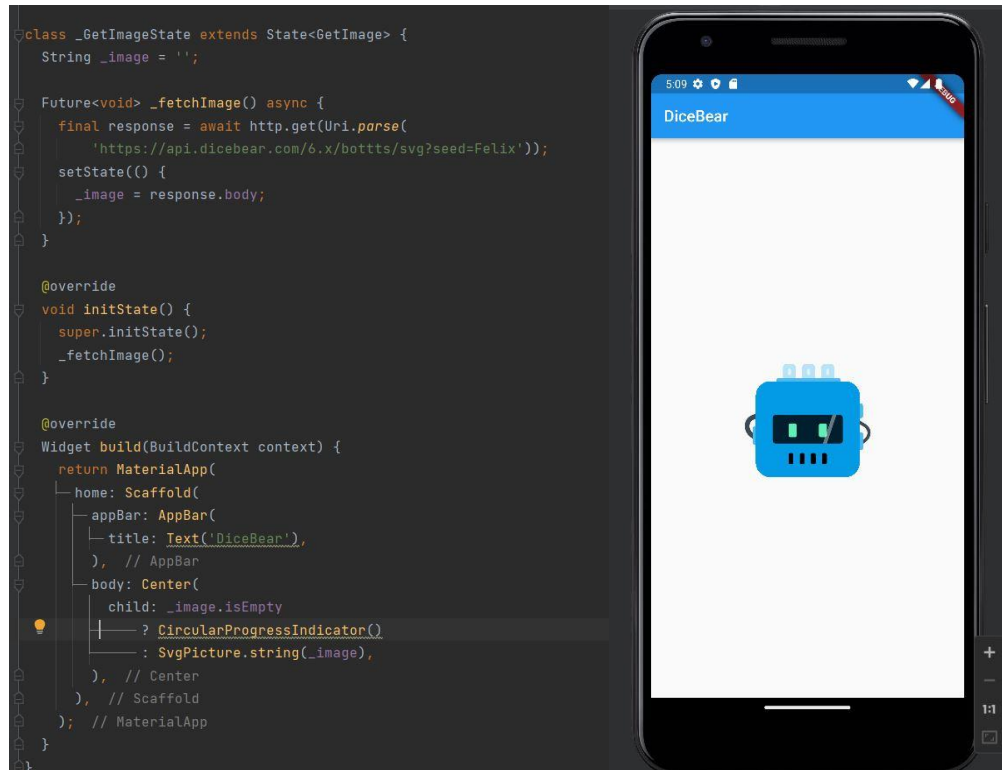 class _GetImageState extends State<GetImage> {
String _image = '';
Future<void> _fetchImage() async {
final response = await http.get(Uri.parse(
'https://api.dicebear.com/6.x/bottts/svg?seed=Felix'));
setState(() {
_image = response.body;
});
}
@override
void initState() {
super.initState();
_fetchImage();
}
@override
Widget build(BuildContext context) {
return MaterialApp(
home: Scaffold(
appBar: AppBar(
title: Text('DiceBear'),
), // AppBar
body: Center(
child: _image.isEmpty
? CircularProgressIndicator()
: SvgPicture.string(_image),
), // Center
), // Scaffold
); // MaterialApp
}
}
5:09
DEBUG
DiceBear
1:1